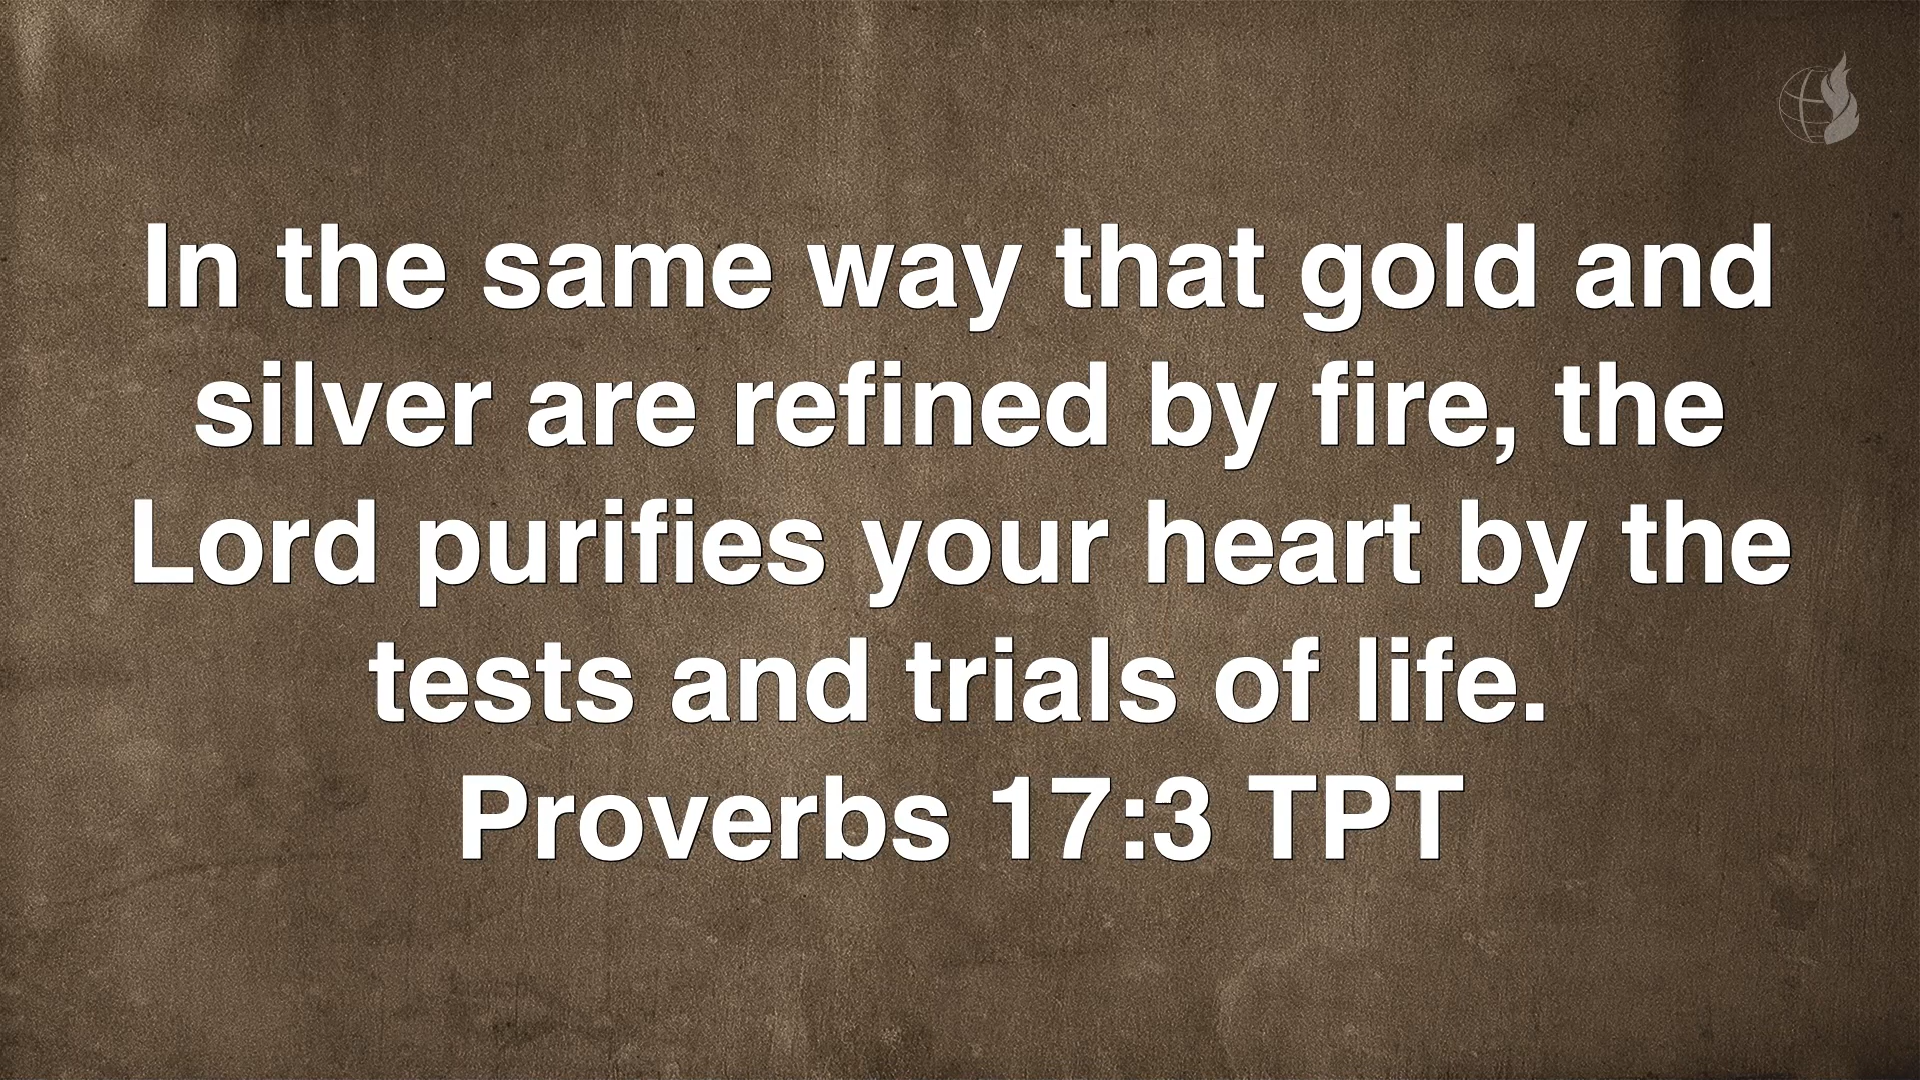 In the same way that gold and
silver are refined by fire, the
Lord purifies your heart by the
tests and trials of life.
Proverbs 17:3 TPT